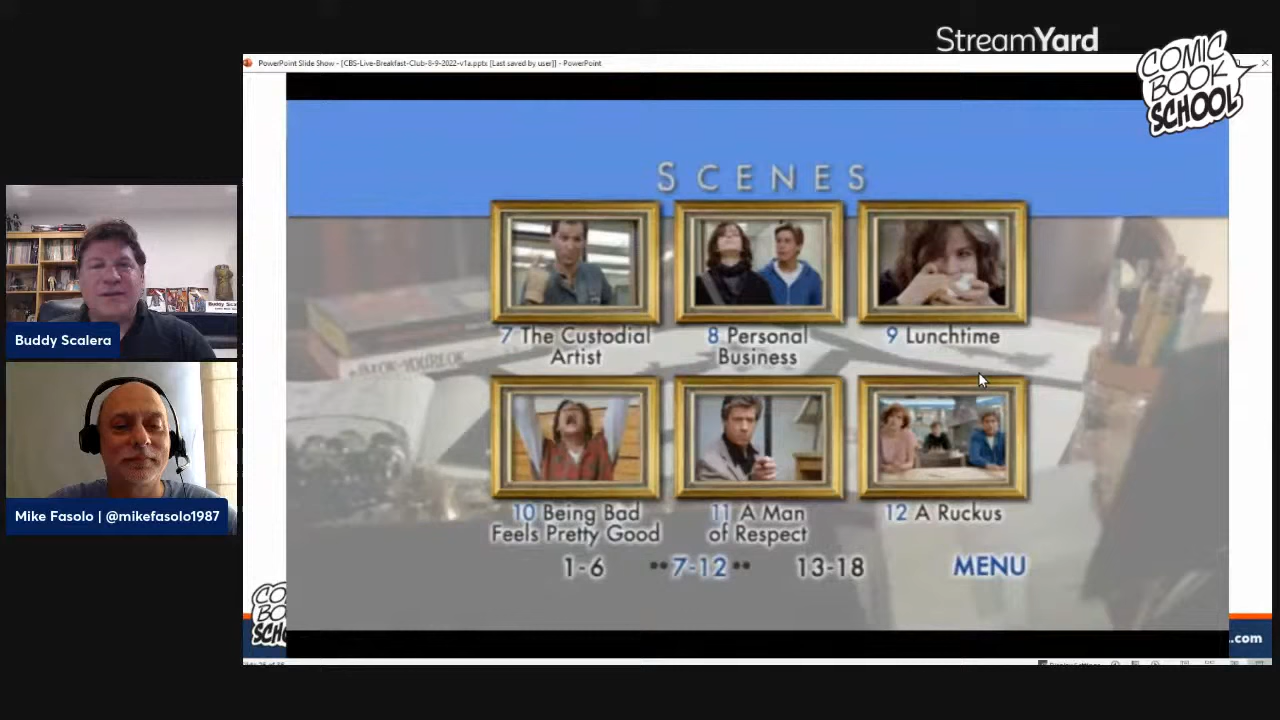 StreamYard
COMIC
BOOK
SCHOOL
PowerPoint Slide Show - [CBS-Live-Breakfast-Club-8-9-2022-v1a.pptx [Last saved by user]] - PowerPoint
SCENES
7 The Custodial
Artist
8 Personal
Business
9 Lunchtime
10 Being Bad
Feels Pretty Good
11 A Man
of Respect
12 A Ruckus
1-6
7-12
13-18
MENU
Buddy Scalera
Mike Fasolo | @mikefasolo1987
.com